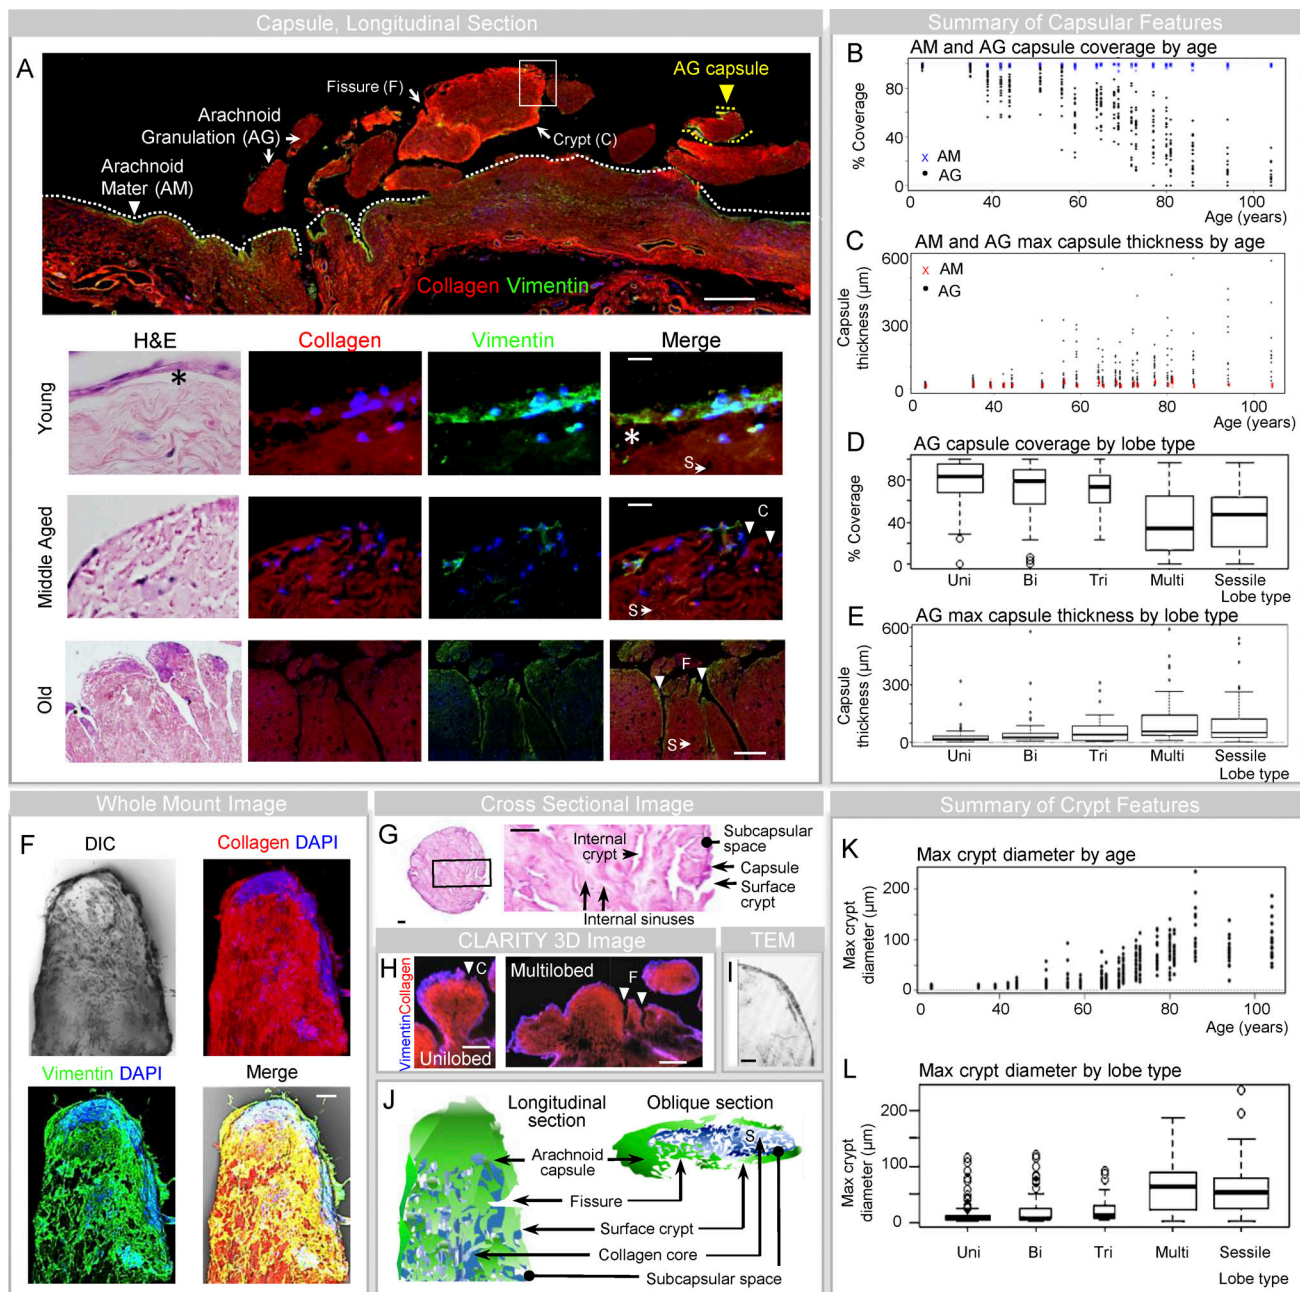 Capsule, Longitudinal Section
A
Fissure (F)
AG capsule
Arachnoid
Granulation (AG)
Crypt (C)
Arachnoid
Mater (AM)
Collagen Vimentin
H&E
Collagen
Vimentin
Merge
Young
*
*
S
Middle Aged
C
S
Old
F
S
Summary of Capsular Features
B
AM and AG capsule coverage by age
% Coverage
80
40
0
x AM
• AG
0
40
60
80
100
Age (years)
C
AM and AG max capsule thickness by age
Capsule
thickness (µm)
600
300
0
x AM
• AG
0
20
40
60
80
100
Age (years)
D
AG capsule coverage by lobe type
% Coverage
80
40
0
Uni
Bi
Tri
Multi
Sessile
Lobe type
E
AG max capsule thickness by lobe type
Capsule
thickness (µm)
600
300
0
Uni
Bi
Tri
Multi
Sessile
Lobe type
Whole Mount Image
F
DIC
Collagen DAPI
Vimentin DAPI
Merge
Cross Sectional Image
G
Internal
crypt
Subcapsular
space
Capsule
Surface
crypt
Internal sinuses
CLARITY 3D Image
H
Vimentin Collagen
C
Unilobed
Multilobed
F
TEM
I
J
Longitudinal
section
Oblique section
S
Arachnoid
capsule
Fissure
Surface crypt
Collagen core
Subcapsular space
Summary of Crypt Features
K
Max crypt diameter by age
Max crypt
diameter (µm)
200
100
0
0
20
40
60
80
100
Age (years)
L
Max crypt diameter by lobe type
Max crypt
diameter (µm)
200
100
0
Uni
Bi
Tri
Multi
Sessile
Lobe type